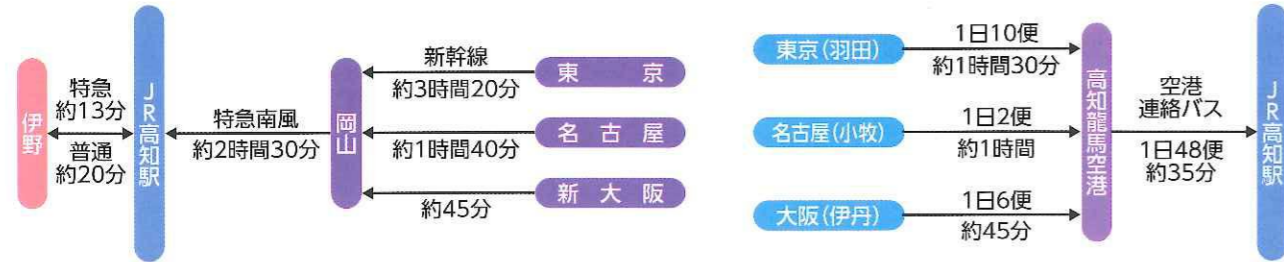 伊野
特急
約13分
普通
約20分
JR高知駅
特急南風
約2時間30分
岡山
新幹線
約3時間20分
東京
約1時間40分
名古屋
約45分
新大阪
東京(羽田)
1日10便
約1時間30分
名古屋(小牧)
1日2便
約1時間
大阪(伊丹)
1日6便
約45分
高知龍馬空港
空港
連絡バス
1日48便
約35分
JR高知駅